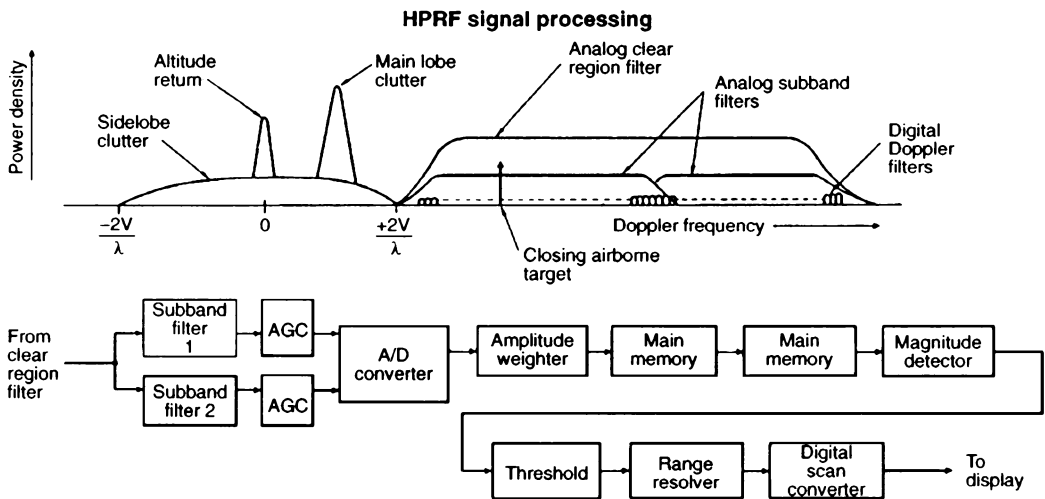 HPRF signal processing
Power density
Altitude
return
Main lobe
clutter
Sidelobe
clutter
Analog clear
region filter
Analog subband
filters
Digital
Doppler
filters
-2V
λ
0
+2V
λ
Doppler frequency
Closing airborne
target
From
clear
region
filter
Subband
filter
1
AGC
Subband
filter 2
AGC
A/D
converter
Amplitude
weighter
Main
memory
Main
memory
Magnitude
detector
Threshold
Range
resolver
Digital
scan
converter
To
display